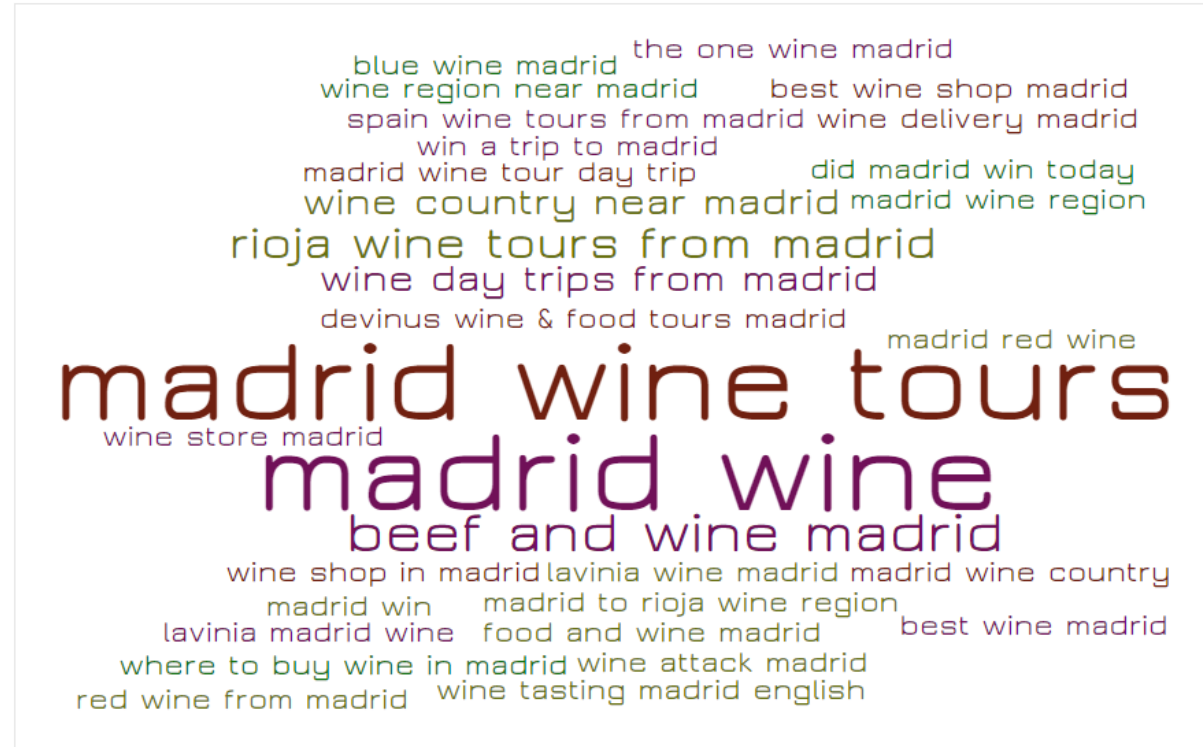 the one wine madrid
blue wine madrid
wine region near madrid
best wine shop madrid
spain wine tours from madrid
wine delivery madrid
win a trip to madrid
madrid wine tour day trip
did madrid win today
wine country near madrid
madrid wine region
rioja wine tours from madrid
wine day trips from madrid
devinus wine & food tours madrid
madrid red wine
madrid wine tours
wine store madrid
madrid wine
beef and wine madrid
wine shop in madrid
lavinia wine madrid
madrid wine country
madrid win
madrid to rioja wine region
lavinia madrid wine
food and wine madrid
best wine madrid
where to buy wine in madrid
wine attack madrid
red wine from madrid
wine tasting madrid english